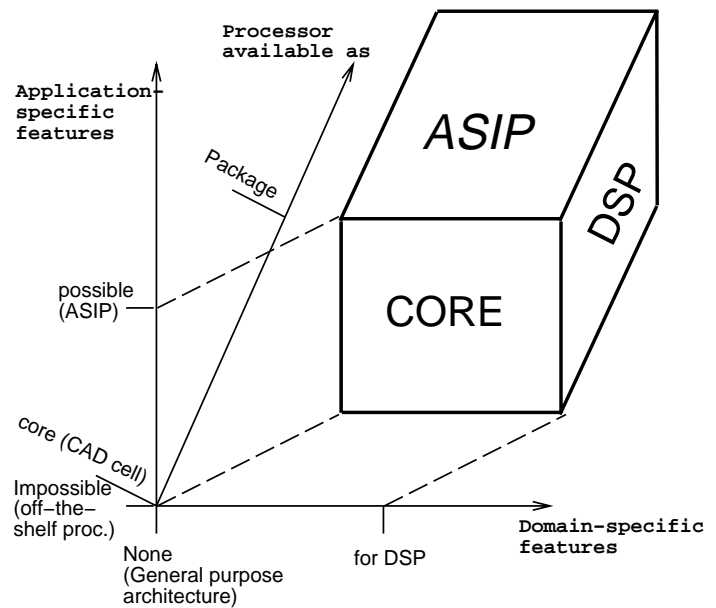 Processor
available as
Application-
specific
features
ASIP
Package
DSP
possible
(ASIP)
CORE
core (CAD cell)
Impossible
(off–the–
shelf proc.)
Domain-specific
features
None
(General purpose
architecture)
for DSP